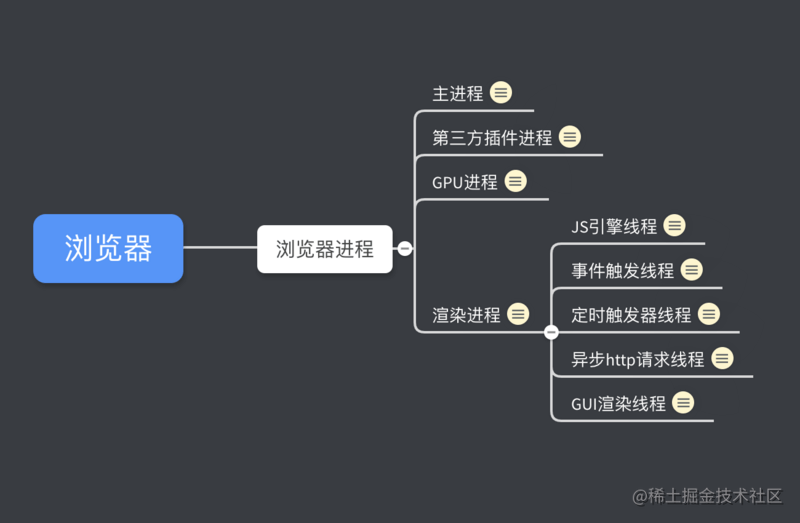 浏览器
浏览器进程
主进程
第三方插件进程
GPU进程
渲染进程
JS引擎线程
事件触发线程
定时触发器线程
异步http请求线程
GUI渲染线程
@稀土掘金技术社区